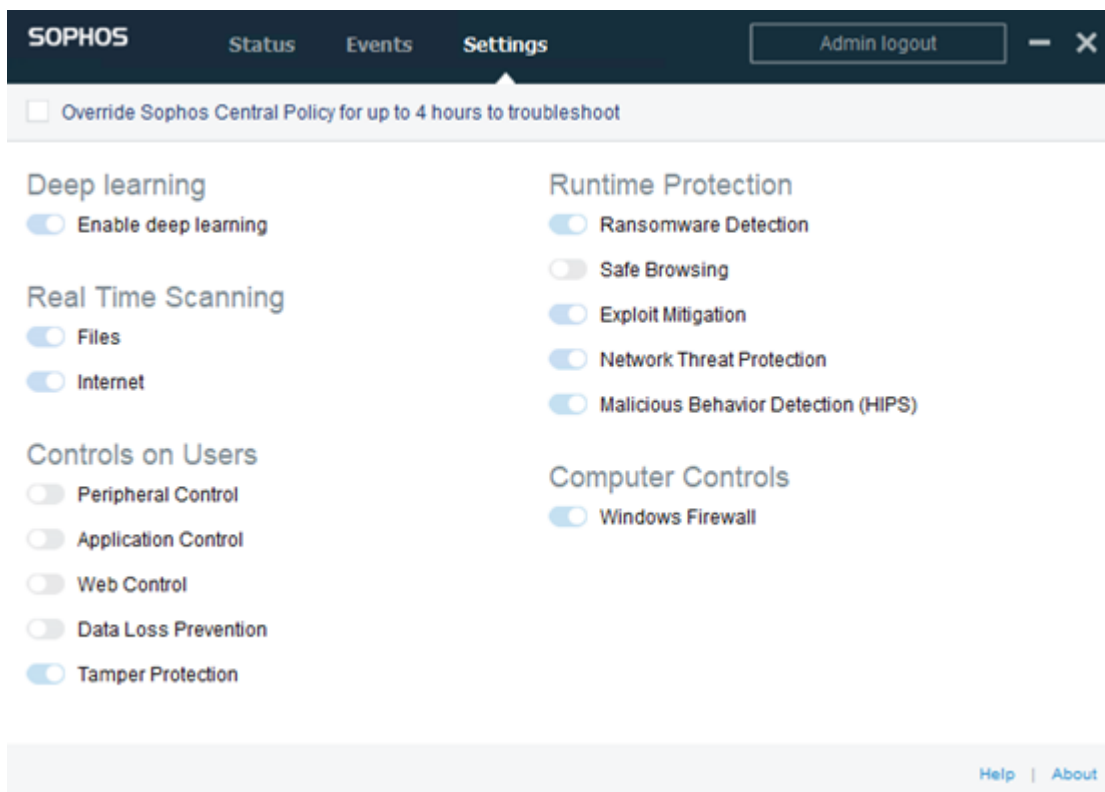 SOPHOS
Status Events Settings Admin logout
Override Sophos Central Policy for up to 4 hours to troubleshoot
Deep learning
Enable deep learning
Real Time Scanning
Files
Internet
Controls on Users
Peripheral Control
Application Control
Web Control
Data Loss Prevention
Tamper Protection
Runtime Protection
Ransomware Detection
Safe Browsing
Exploit Mitigation
Network Threat Protection
Malicious Behavior Detection (HIPS)
Computer Controls
Windows Firewall
Help | About